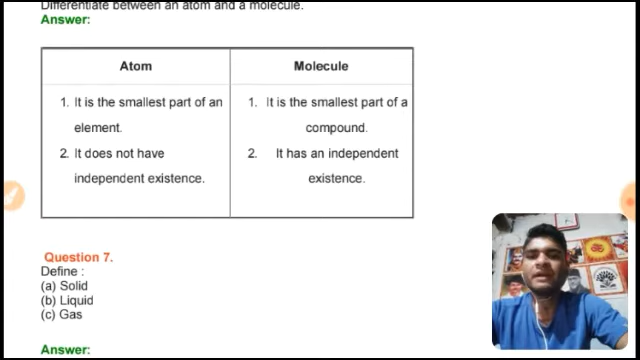 Differentiate between an atom and a molecule.
Answer:
Atom
Molecule
1. It is the smallest part of an
element.
2. It does not have
independent existence.
1. It is the smallest part of a
compound.
2. It has an independent
existence.
Question 7.
Define :
(a) Solid
(b) Liquid
(c) Gas
Answer: